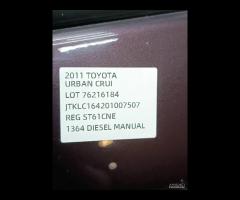 2011 TOYOTA
URBAN CRUI
LOT 76216184
JTKLC164201007507
REG ST61CNE
1364 DIESEL MANUAL